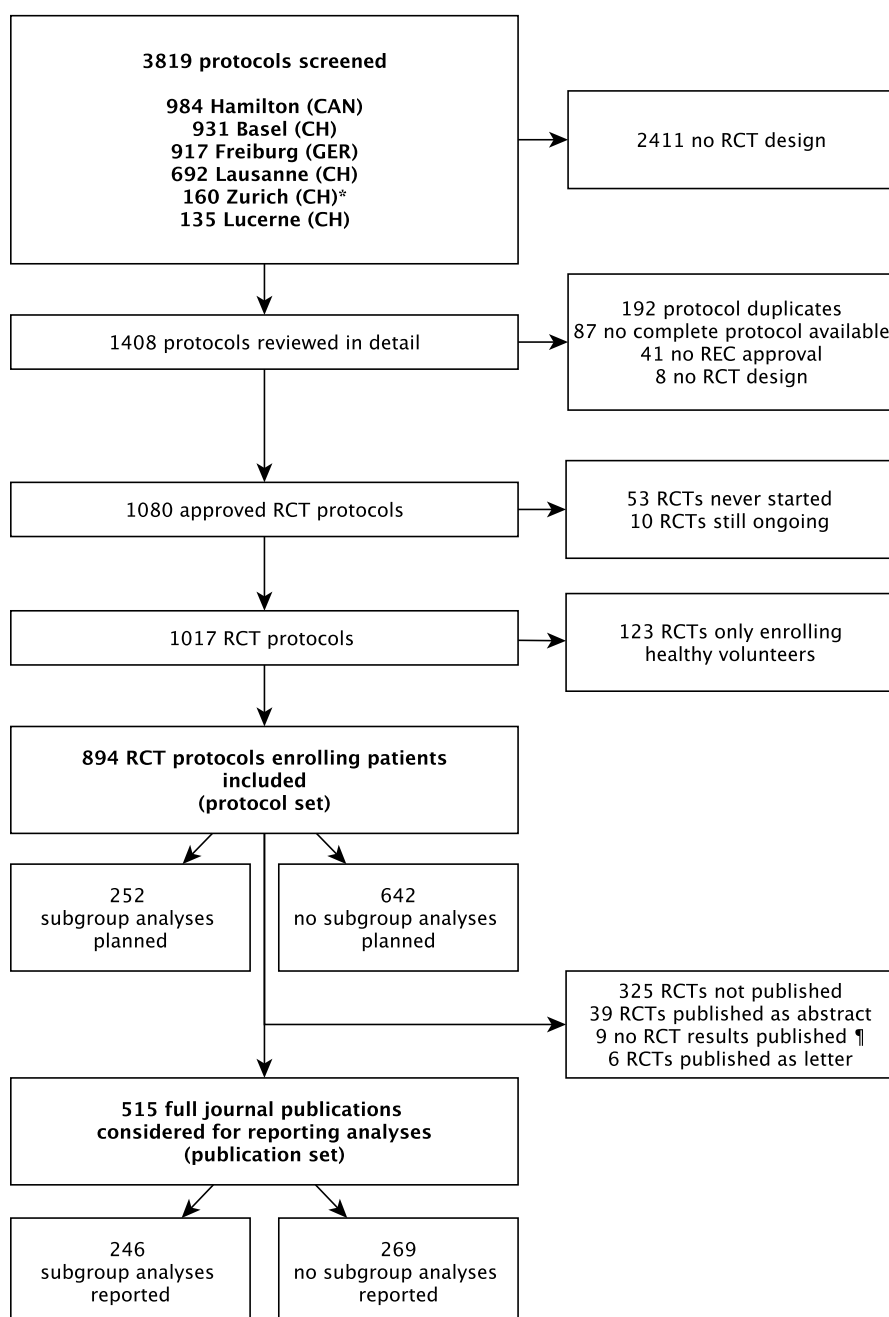 3819 protocols screened
984 Hamilton (CAN)
931 Basel (CH)
917 Freiburg (GER)
692 Lausanne (CH)
160 Zurich (CH)*
135 Lucerne (CH)
2411 no RCT design
1408 protocols reviewed in detail
192 protocol duplicates
87 no complete protocol available
41 no REC approval
8 no RCT design
1080 approved RCT protocols
53 RCTs never started
10 RCTs still ongoing
1017 RCT protocols
123 RCTs only enrolling
healthy volunteers
894 RCT protocols enrolling patients
included
(protocol set)
252
subgroup analyses
planned
642
no subgroup analyses
planned
325 RCTs not published
39 RCTs published as abstract
9 no RCT results published ¶
6 RCTs published as letter
515 full journal publications
considered for reporting analyses
(publication set)
246
subgroup analyses
reported
269
no subgroup analyses
reported